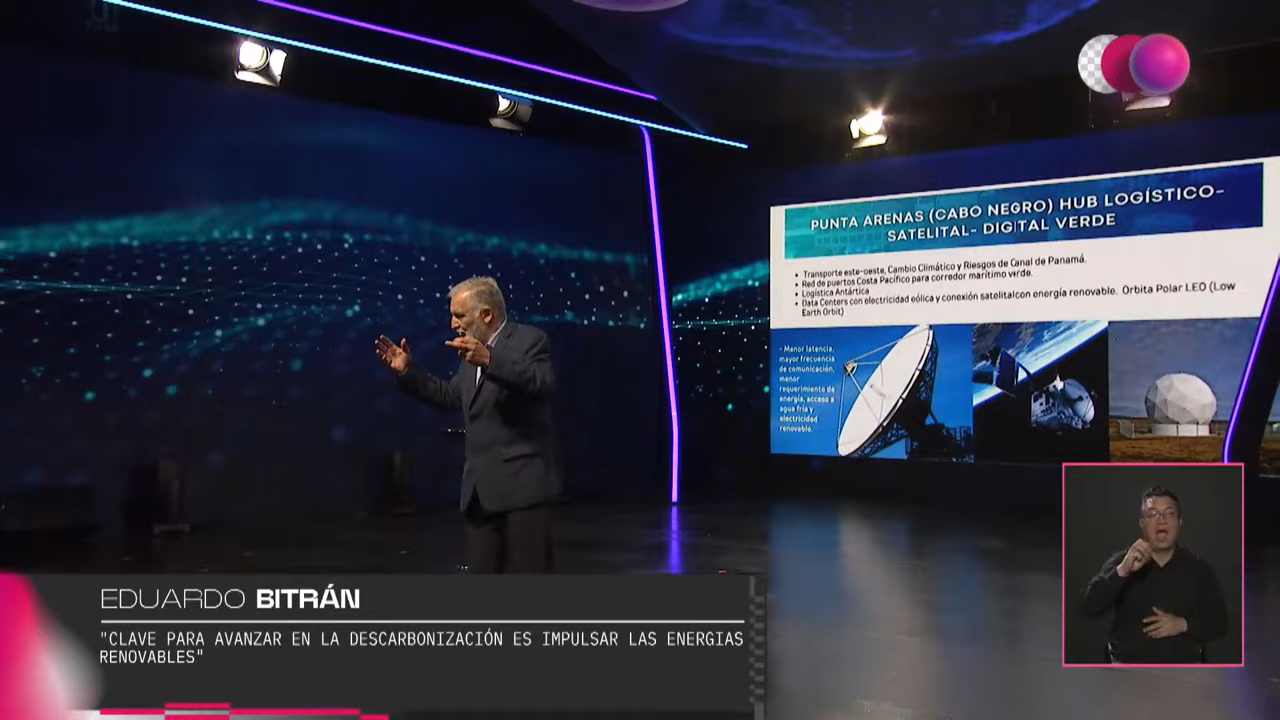 PUNTA ARENAS (CABO NEGRO) HUB LOGÍSTICO-
SATELITAL- DIGITAL VERDE
• Transporte este-oeste, Cambio Climático y Riesgos de Canal de Panamá.
• Red de puertos Costa Pacífico para corredor marítimo verde.
• Logística Antártica
• Data Centers con electricidad eólica y conexión satelitalcon energía renovable. Orbita Polar LEO (Low
Earth Orbit)
- Menor latencia,
mayor frecuencia
de comunicación,
menor
requerimiento de
energía, acceso a
agua fría y
electricidad
renovable.
EDUARDO BITRÁN
"CLAVE PARA AVANZAR EN LA DESCARBONIZACIÓN ES IMPULSAR LAS ENERGIAS
RENOVABLES"